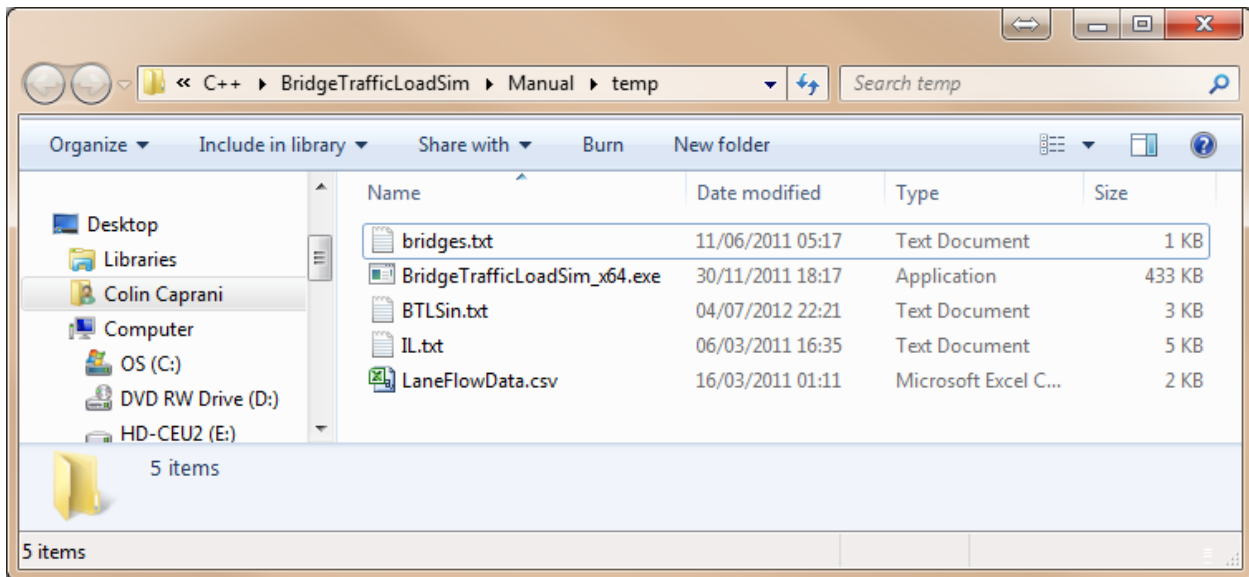 « C++ ▸ BridgeTrafficLoadSim ▸ Manual ▸ temp
Search temp
Organize ▾ Include in library ▾ Share with ▾ Burn New folder
Name Date modified Type Size
Desktop
Libraries
Colin Caprani
Computer
OS (C:)
DVD RW Drive (D:)
HD-CEU2 (E:)
bridges.txt 11/06/2011 05:17 Text Document 1 KB
BridgeTrafficLoadSim_x64.exe 30/11/2011 18:17 Application 433 KB
BTLSin.txt 04/07/2012 22:21 Text Document 3 KB
IL.txt 06/03/2011 16:35 Text Document 5 KB
LaneFlowData.csv 16/03/2011 01:11 Microsoft Excel C... 2 KB
5 items
5 items